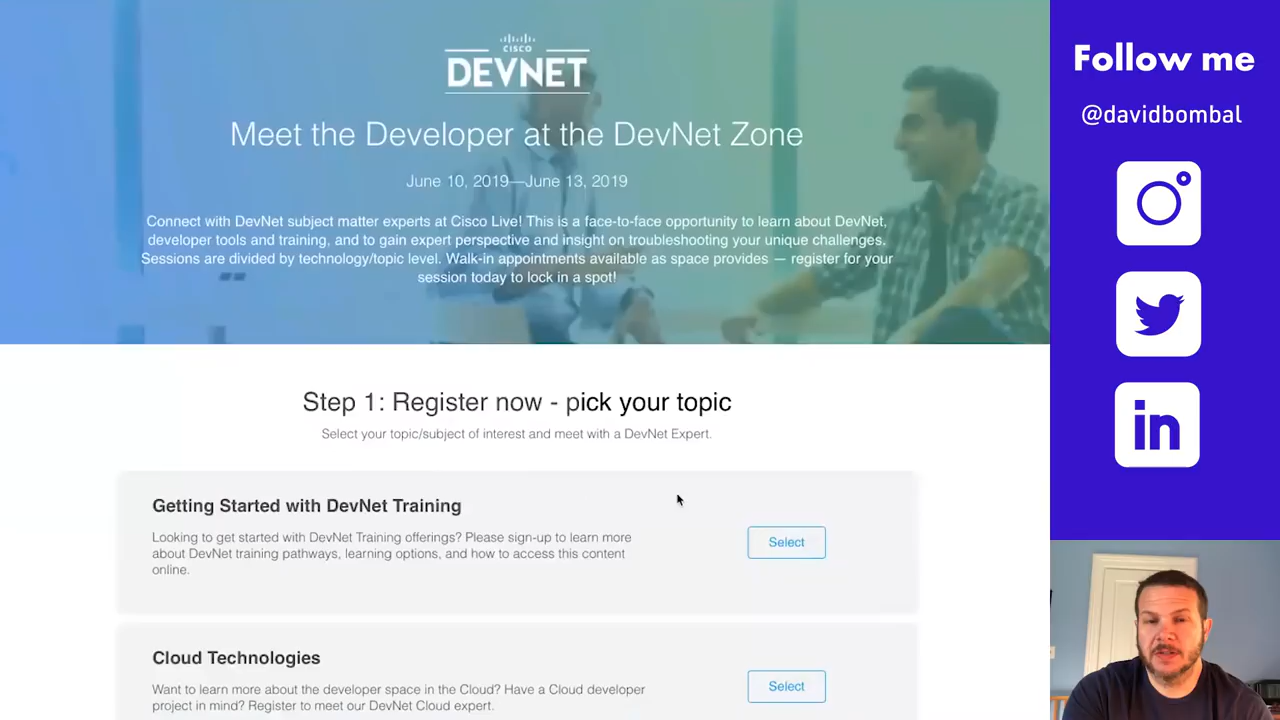 CISCO
DEVNET
Meet the Developer at the DevNet Zone
June 10, 2019—June 13, 2019
Connect with DevNet subject matter experts at Cisco Live! This is a face-to-face opportunity to learn about DevNet,
developer tools and training, and to gain expert perspective and insight on troubleshooting your unique challenges.
Sessions are divided by technology/topic level. Walk-in appointments available as space provides — register for your
session today to lock in a spot!
Step 1: Register now - pick your topic
Select your topic/subject of interest and meet with a DevNet Expert.
Getting Started with DevNet Training
Looking to get started with DevNet Training offerings? Please sign-up to learn more
about DevNet training pathways, learning options, and how to access this content
online.
Select
Cloud Technologies
Want to learn more about the developer space in the Cloud? Have a Cloud developer
project in mind? Register to meet our DevNet Cloud expert.
Select
Follow me
@davidbombal
in